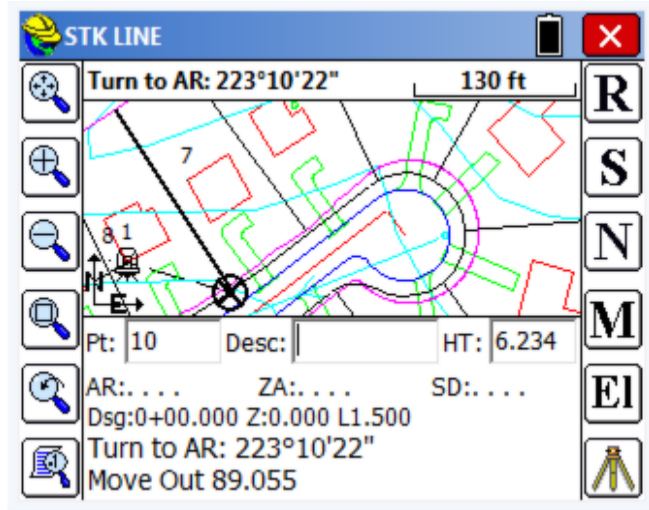 STK LINE
Turn to AR: 223°10'22" 130 ft
R
S
N
M
El
7
8 1
N
E
Pt: 10 Desc: HT: 6.234
AR:. . . . ZA:. . . . SD:. . . .
Dsg:0+00.000 Z:0.000 L1.500
Turn to AR: 223°10'22"
Move Out 89.055